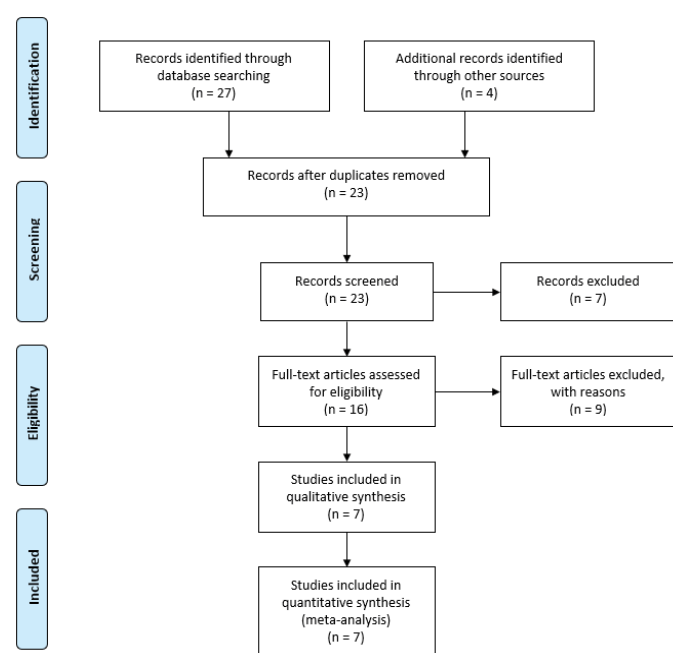 Identification
Records identified through
database searching
(n = 27)
Additional records identified
through other sources
(n = 4)
Records after duplicates removed
(n = 23)
Screening
Records screened
(n = 23)
Records excluded
(n = 7)
Eligibility
Full-text articles assessed
for eligibility
(n = 16)
Full-text articles excluded,
with reasons
(n = 9)
Studies included in
qualitative synthesis
(n = 7)
Included
Studies included in
quantitative synthesis
(meta-analysis)
(n = 7)